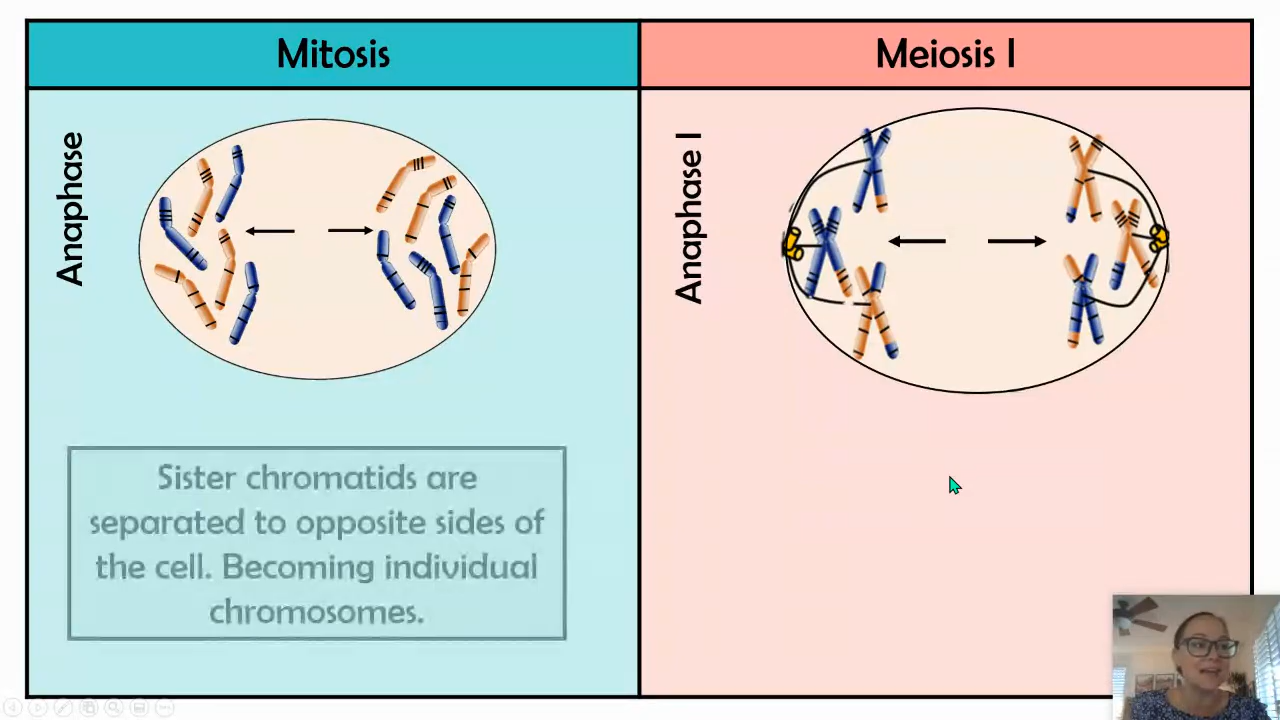 Mitosis
Meiosis I
Anaphase
Anaphase I
Sister chromatids are
separated to opposite sides of
the cell. Becoming individual
chromosomes.